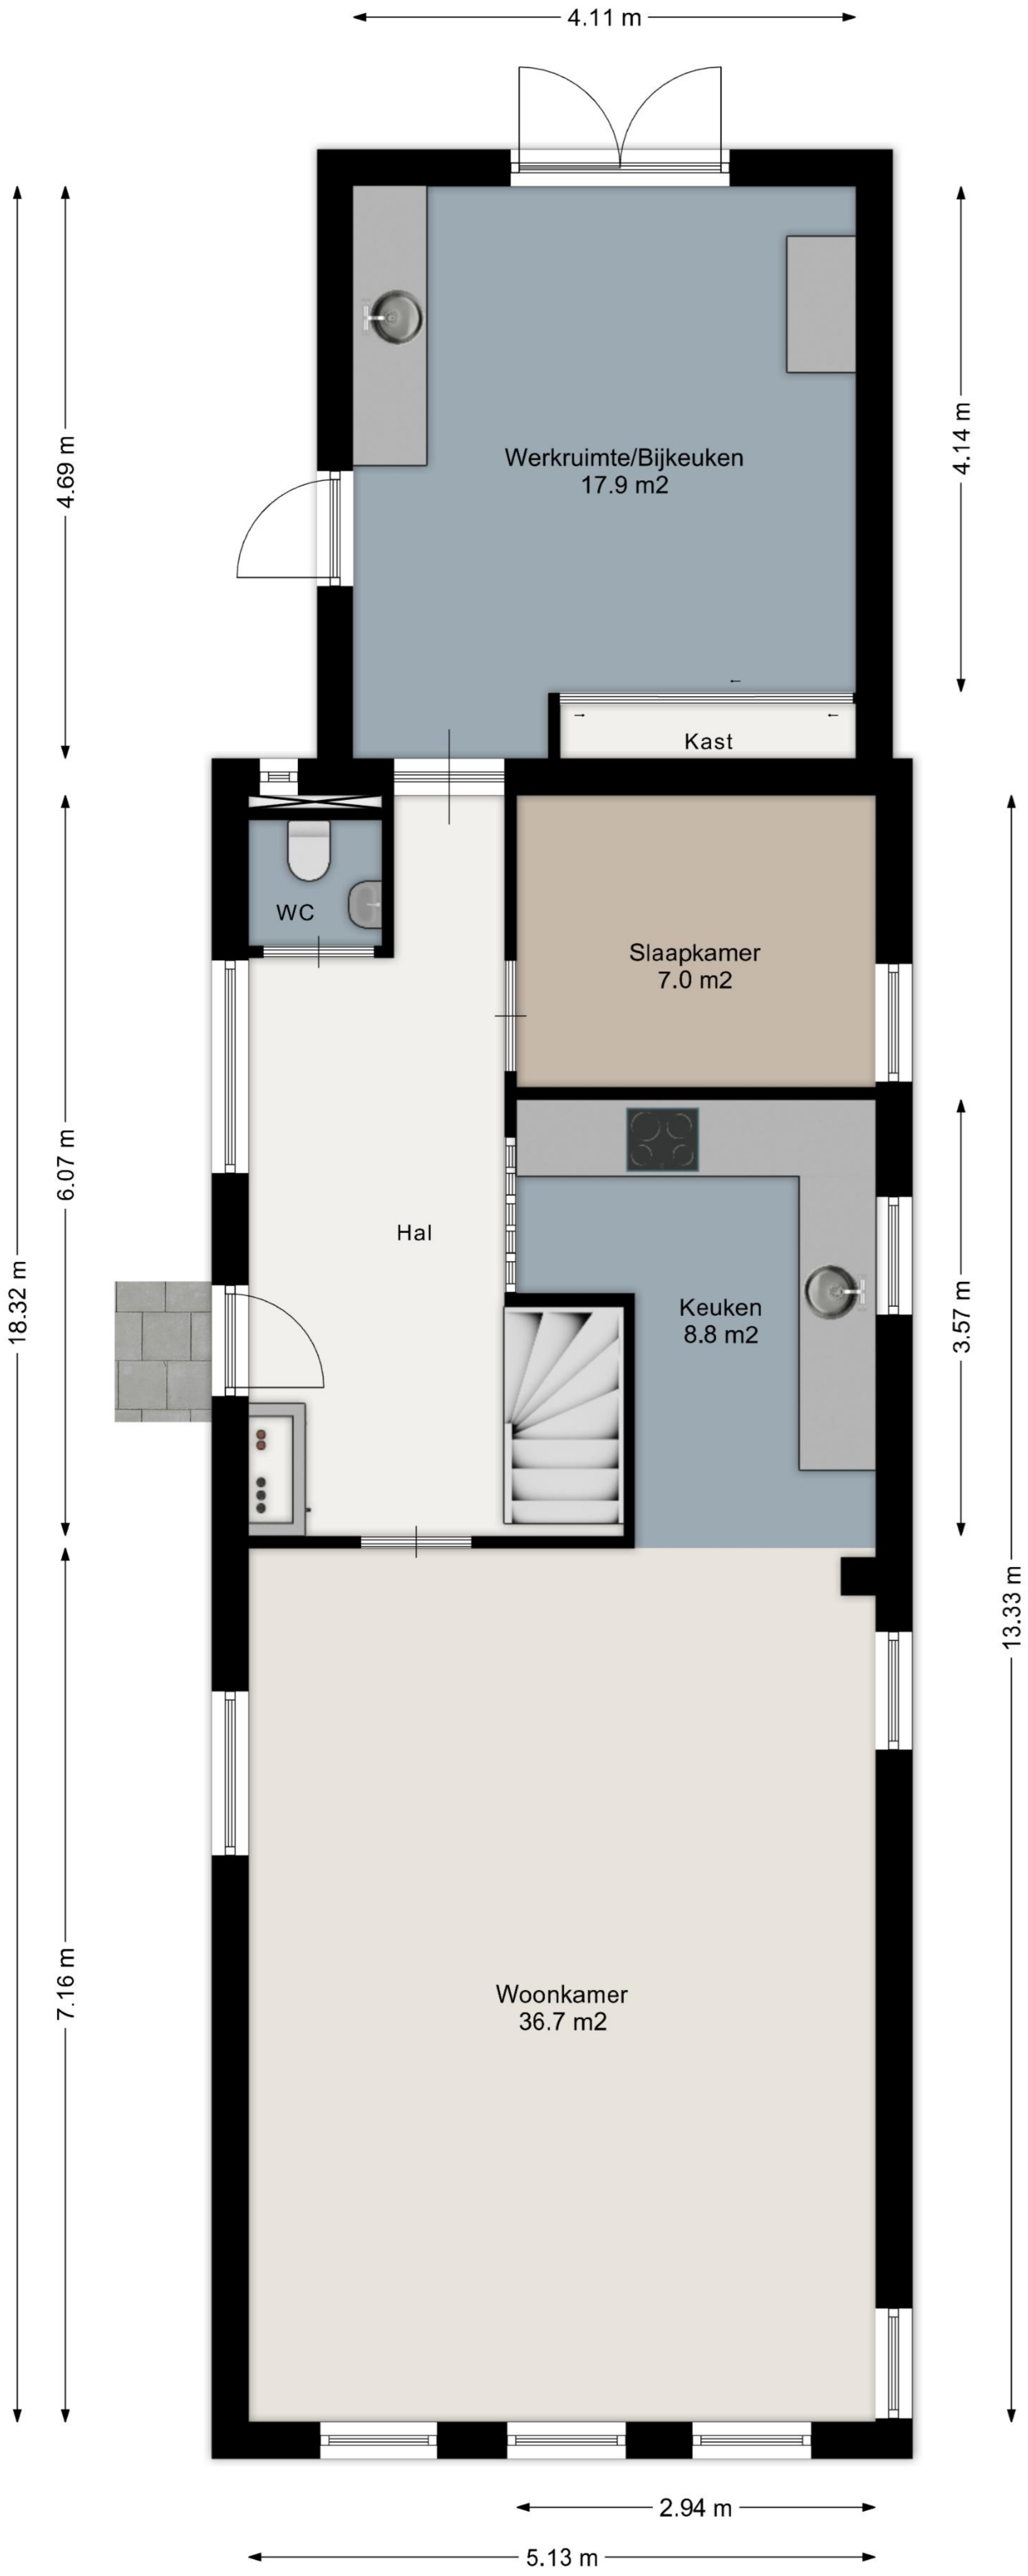 4.11 m
4.69 m
4.14 m
Werkruimte/Bijkeuken
17.9 m2
Kast
WC
Slaapkamer
7.0 m2
6.07 m
Hal
18.32 m
Keuken
8.8 m2
3.57 m
13.33 m
7.16 m
Woonkamer
36.7 m2
2.94 m
5.13 m